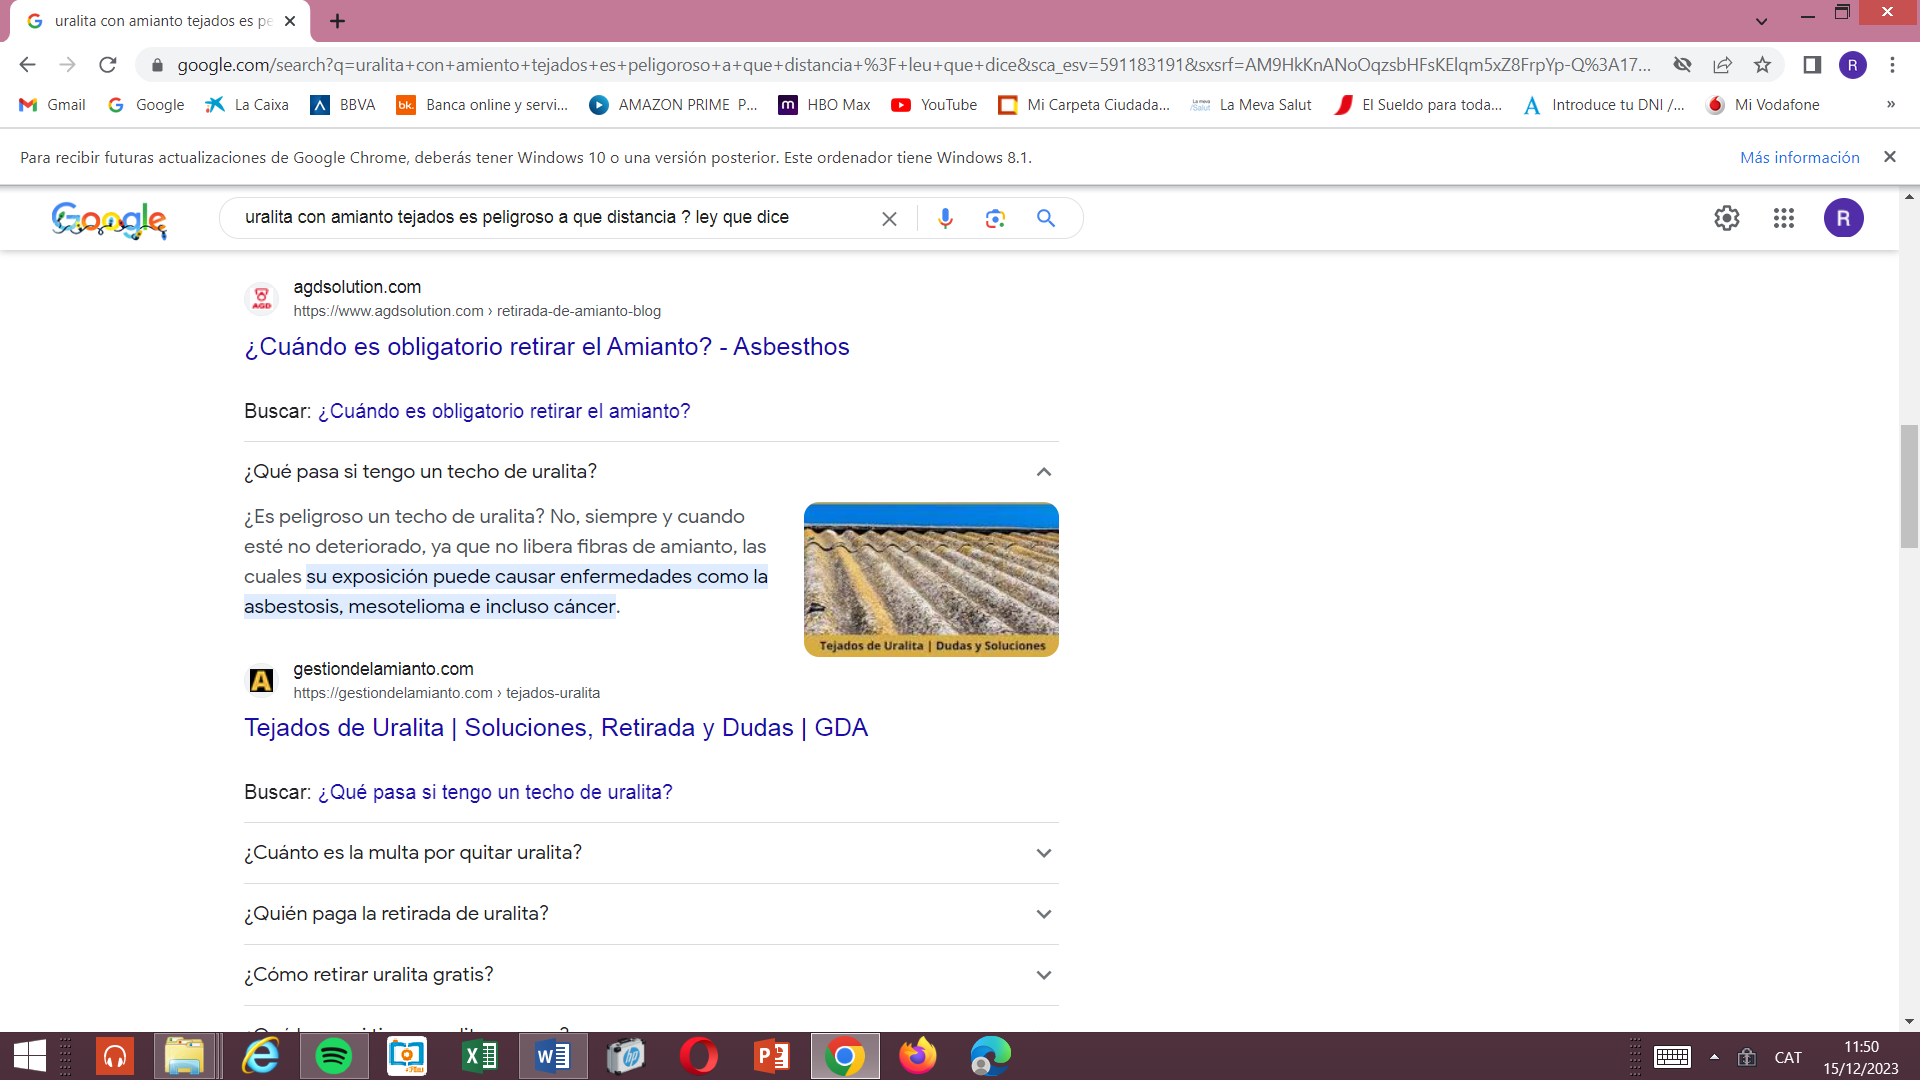 uralita con amianto tejados es pe
google.com/search?q=uralita+con+amiento+tejados+es+peligoroso+a+que+distancia+%3F+leu+que+dice&sca_esv=591183191&sxsrf=AM9HkKnANoOqzsbHFsKElqm5xZ8FrpYp-Q%3A17...
R
Gmail Google La Caixa BBVA bk. Banca online y servi... AMAZON PRIME P... HBO Max YouTube Mi Carpeta Ciudada... La Meva Salut El Sueldo para toda... Introduce tu DNI /... Mi Vodafone »
Para recibir futuras actualizaciones de Google Chrome, deberás tener Windows 10 o una versión posterior. Este ordenador tiene Windows 8.1. Más información
Google
uralita con amianto tejados es peligroso a que distancia ? ley que dice
R
agdsolution.com
AGD
https://www.agdsolution.com › retirada-de-amianto-blog
¿Cuándo es obligatorio retirar el Amianto? - Asbesthos
Buscar: ¿Cuándo es obligatorio retirar el amianto?
¿Qué pasa si tengo un techo de uralita?
¿Es peligroso un techo de uralita? No, siempre y cuando
esté no deteriorado, ya que no libera fibras de amianto, las
cuales su exposición puede causar enfermedades como la
asbestosis, mesotelioma e incluso cáncer.
Tejados de Uralita | Dudas y Soluciones
gestiondelamianto.com
https://gestiondelamianto.com › tejados-uralita
Tejados de Uralita | Soluciones, Retirada y Dudas | GDA
Buscar: ¿Qué pasa si tengo un techo de uralita?
¿Cuánto es la multa por quitar uralita?
¿Quién paga la retirada de uralita?
¿Cómo retirar uralita gratis?
CAT
11:50
15/12/2023